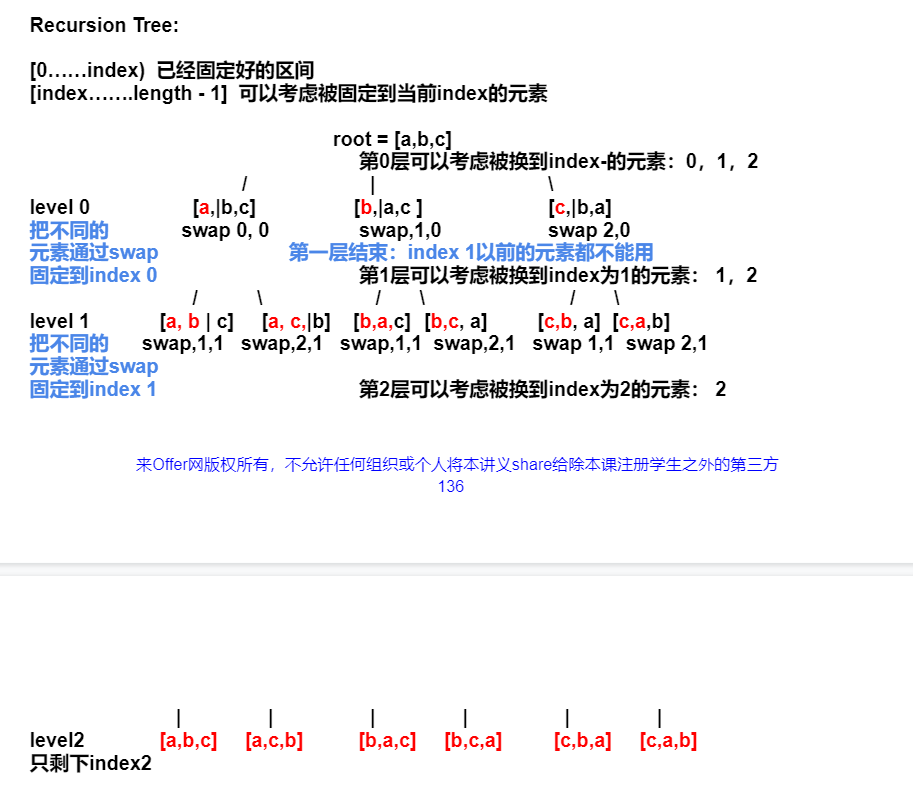 Recursion Tree:
[0……index)  已经固定好的区间
[index…….length - 1]  可以考虑被固定到当前index的元素
root = [a,b,c]
第0层可以考虑被换到index-的元素：0，1，2
/ | \
level 0 [a,|b,c] [b,|a,c ] [c,|b,a]
把不同的 swap 0, 0 swap,1,0 swap 2,0
元素通过swap 第一层结束：index 1以前的元素都不能用
固定到index 0 第1层可以考虑被换到index为1的元素： 1，2
/ \ / \ / \
level 1 [a, b | c] [a, c,|b] [b,a,c] [b,c, a] [c,b, a] [c,a,b]
把不同的 swap,1,1 swap,2,1 swap,1,1 swap,2,1 swap 1,1 swap 2,1
元素通过swap
固定到index 1 第2层可以考虑被换到index为2的元素： 2
来Offer网版权所有，不允许任何组织或个人将本讲义share给除本课注册学生之外的第三方
136
| | | | | |
level2 [a,b,c] [a,c,b] [b,a,c] [b,c,a] [c,b,a] [c,a,b]
只剩下index2